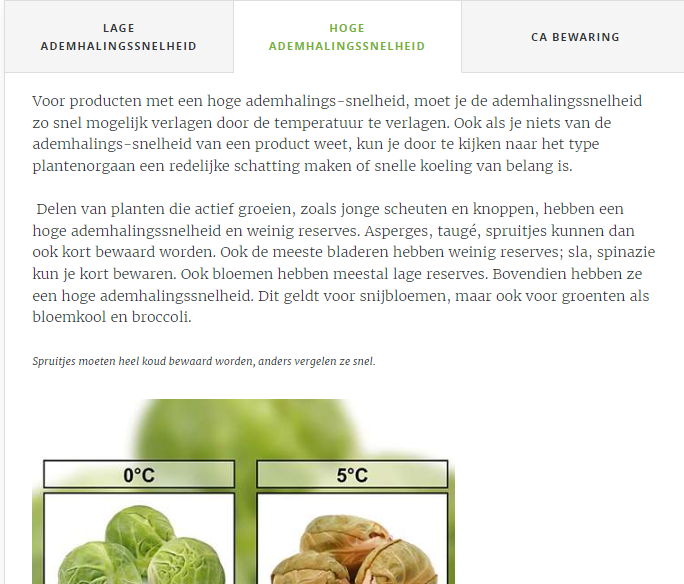 LAGE
ADEMHALINGSSNELHEID
HOGE
ADEMHALINGSSNELHEID
CA BEWARING
Voor producten met een hoge ademhalings-snelheid, moet je de ademhalingssnelheid
zo snel mogelijk verlagen door de temperatuur te verlagen. Ook als je niets van de
ademhalings-snelheid van een product weet, kun je door te kijken naar het type
plantenorgaan een redelijke schatting maken of snelle koeling van belang is.
Delen van planten die actief groeien, zoals jonge scheuten en knoppen, hebben een
hoge ademhalingssnelheid en weinig reserves. Asperges, taugé, spruitjes kunnen dan
ook kort bewaard worden. Ook de meeste bladeren hebben weinig reserves; sla, spinazie
kun je kort bewaren. Ook bloemen hebben meestal lage reserves. Bovendien hebben ze
een hoge ademhalingssnelheid. Dit geldt voor snijbloemen, maar ook voor groenten als
bloemkool en broccoli.
Spruitjes moeten heel koud bewaard worden, anders vergelen ze snel.
0°C
5°C